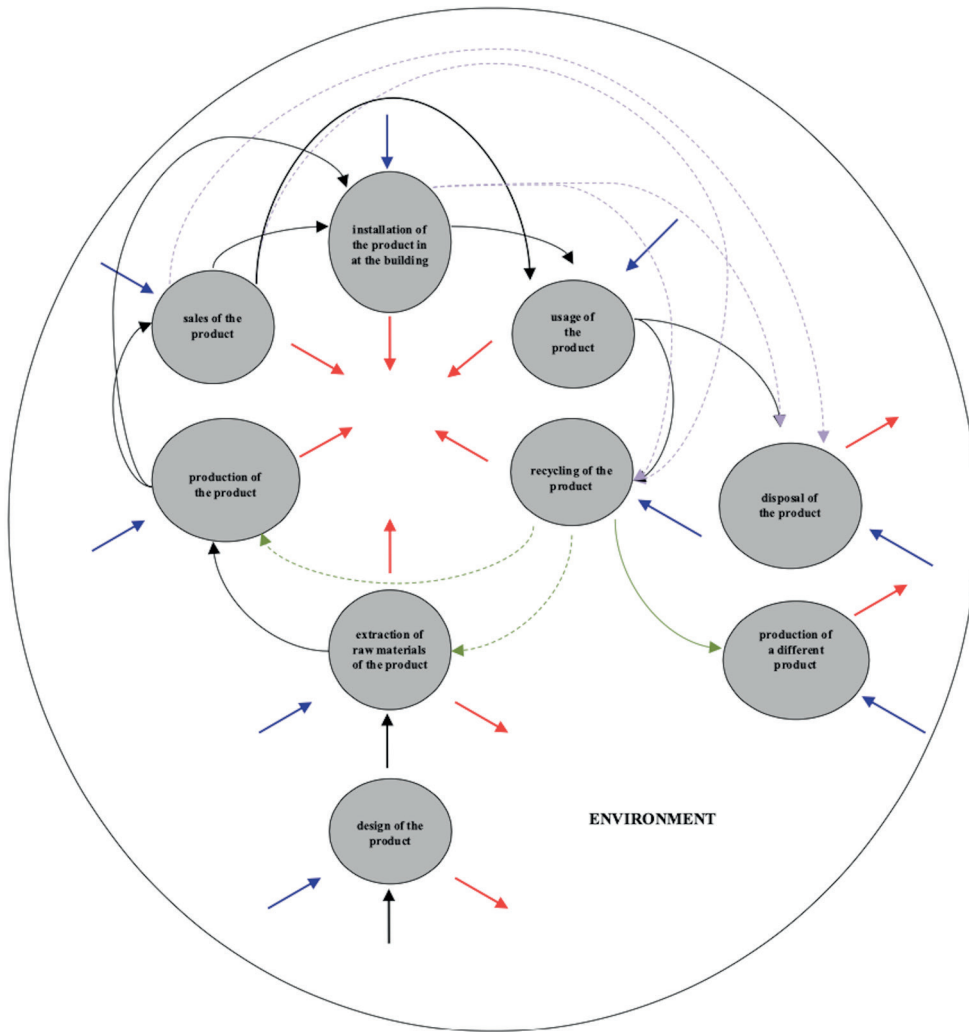 installation of
the product in
at the building
sales of the
product
usage of
the
product
production of
the product
recycling of the
product
disposal of
the product
extraction of
raw materials
of the product
production of
a different
product
design of the
product
ENVIRONMENT